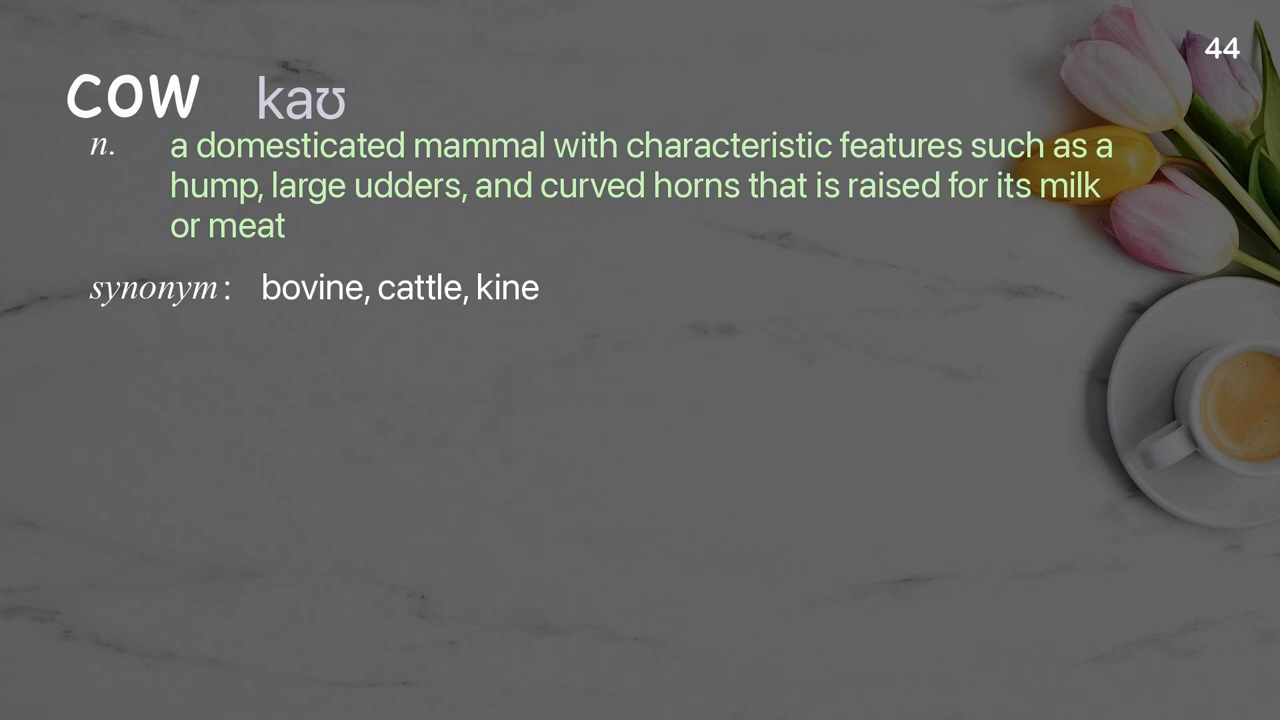 44
cow kaʊ
n. a domesticated mammal with characteristic features such as a
hump, large udders, and curved horns that is raised for its milk
or meat
synonym: bovine, cattle, kine